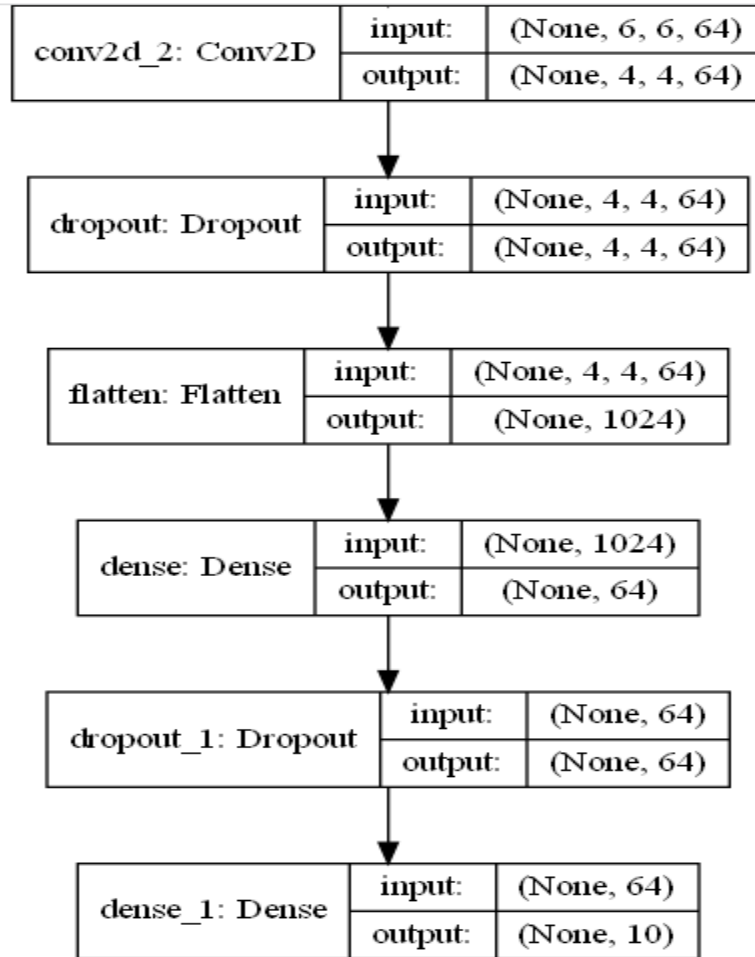 conv2d_2: Conv2D
input: (None, 6, 6, 64)
output: (None, 4, 4, 64)
dropout: Dropout
input: (None, 4, 4, 64)
output: (None, 4, 4, 64)
flatten: Flatten
input: (None, 4, 4, 64)
output: (None, 1024)
dense: Dense
input: (None, 1024)
output: (None, 64)
dropout_1: Dropout
input: (None, 64)
output: (None, 64)
dense_1: Dense
input: (None, 64)
output: (None, 10)